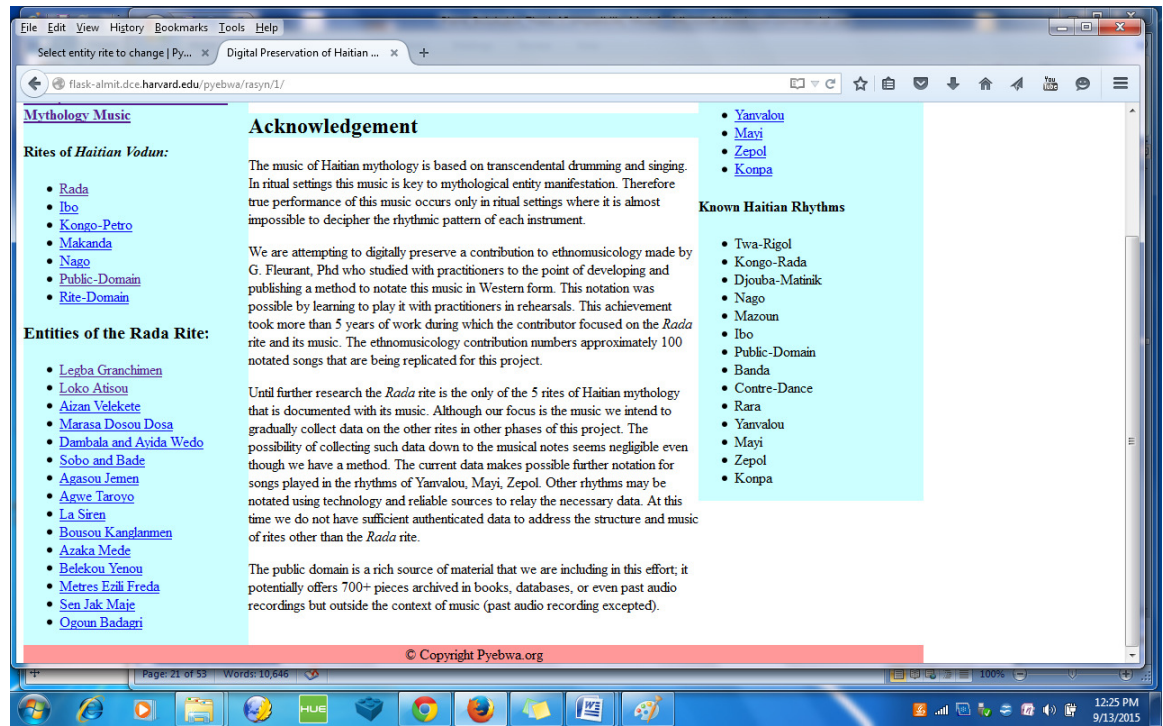 File Edit View History Bookmarks Tools Help
Select entity rite to change | Py... × Digital Preservation of Haitian ... × +
flask-almit.dce.harvard.edu/pyebwa/rasyn/1/
You Tube
Mythology Music
Rites of Haitian Vodun:
Rada
Ibo
Kongo-Petro
Makanda
Nago
Public-Domain
Rite-Domain
Entities of the Rada Rite:
Legba Granchimen
Loko Atisou
Aizan Velekete
Marasa Dosou Dosa
Dambala and Ayida Wedo
Sobo and Bade
Agasou Jemen
Agwe Taroyo
La Siren
Bousou Kanglanmen
Azaka Mede
Belekou Yenou
Metres Ezili Freda
Sen Jak Maje
Ogoun Badagri
Acknowledgement
The music of Haitian mythology is based on transcendental drumming and singing.
In ritual settings this music is key to mythological entity manifestation. Therefore
true performance of this music occurs only in ritual settings where it is almost
impossible to decipher the rhythmic pattern of each instrument.
We are attempting to digitally preserve a contribution to ethnomusicology made by
G. Fleurant, Phd who studied with practitioners to the point of developing and
publishing a method to notate this music in Western form. This notation was
possible by learning to play it with practitioners in rehearsals. This achievement
took more than 5 years of work during which the contributor focused on the Rada
rite and its music. The ethnomusicology contribution numbers approximately 100
notated songs that are being replicated for this project.
Until further research the Rada rite is the only of the 5 rites of Haitian mythology
that is documented with its music. Although our focus is the music we intend to
gradually collect data on the other rites in other phases of this project. The
possibility of collecting such data down to the musical notes seems negligible even
though we have a method. The current data makes possible further notation for
songs played in the rhythms of Yanvalou, Mayi, Zepol. Other rhythms may be
notated using technology and reliable sources to relay the necessary data. At this
time we do not have sufficient authenticated data to address the structure and music
of rites other than the Rada rite.
The public domain is a rich source of material that we are including in this effort; it
potentially offers 700+ pieces archived in books, databases, or even past audio
recordings but outside the context of music (past audio recording excepted).
Yanvalou
Mayi
Zepol
Konpa
Known Haitian Rhythms
Twa-Rigol
Kongo-Rada
Djouba-Matinik
Nago
Mazoun
Ibo
Public-Domain
Banda
Contre-Dance
Rara
Yanvalou
Mayi
Zepol
Konpa
© Copyright Pyebwa.org
Page: 21 of 53 Words: 10,646 100%
HUE
12:25 PM
9/13/2015